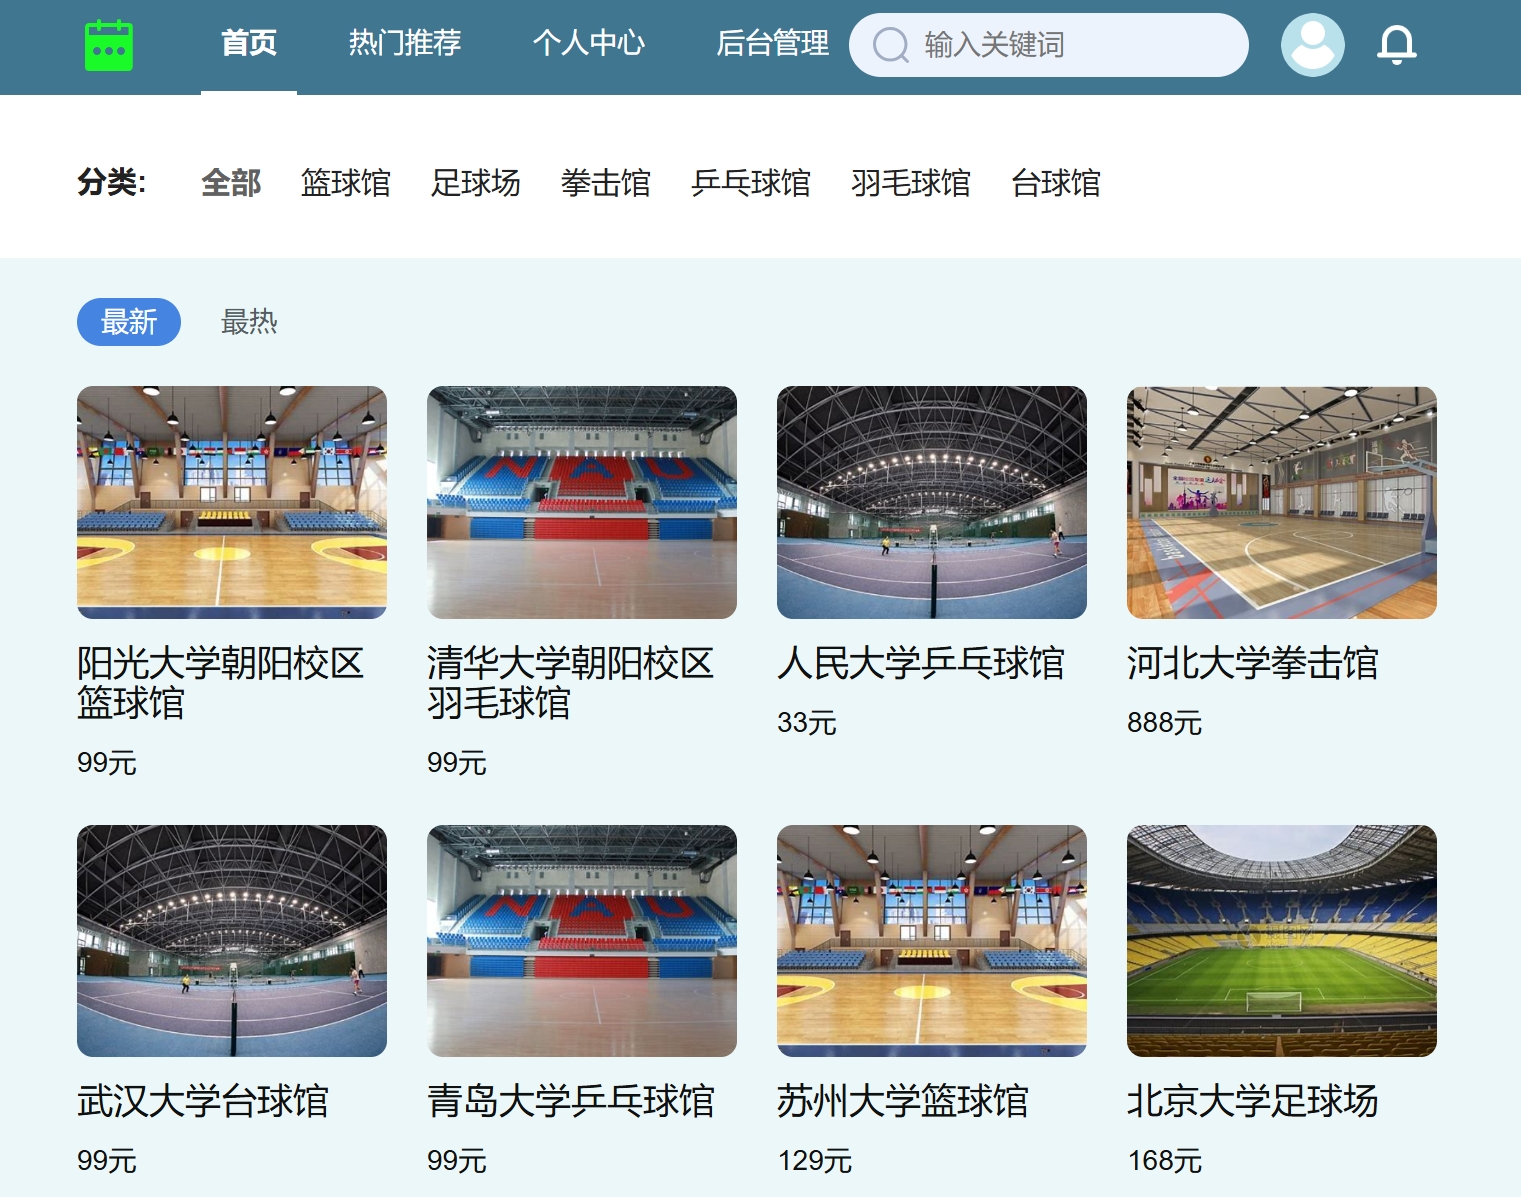 首页 热门推荐 个人中心 后台管理 输入关键词
分类: 全部 篮球馆 足球场 拳击馆 乒乓球馆 羽毛球馆 台球馆
最新 最热
NAU
阳光大学朝阳校区
篮球馆
99元
清华大学朝阳校区
羽毛球馆
99元
人民大学乒乓球馆
33元
河北大学拳击馆
888元
NAU
武汉大学台球馆
99元
青岛大学乒乓球馆
99元
苏州大学篮球馆
129元
北京大学足球场
168元